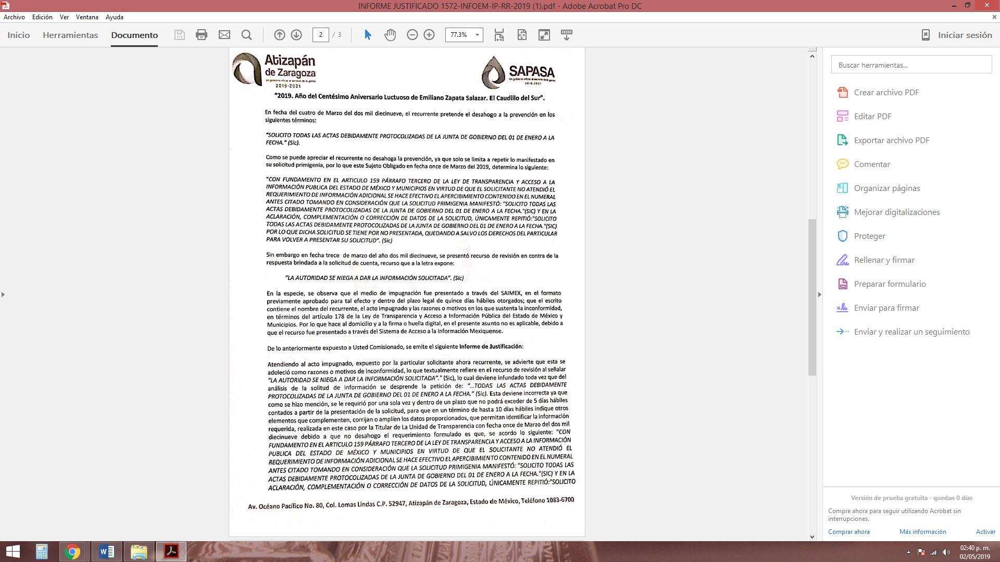 INFORME JUSTIFICADO 1572-INFOEM-IP-RR-2019 (1).pdf - Adobe Acrobat Pro DC
Archivo Edición Ver Ventana Ayuda
Inicio Herramientas Documento 2 / 3 77.3% Iniciar sesión
Atizapán
de Zaragoza
Un gobierno eficaz al servicio de la gente
2019-2021
SAPASA
Un gobierno eficaz al servicio de la gente
2019-2021
"2019. Año del Centésimo Aniversario Luctuoso de Emiliano Zapata Salazar. El Caudillo del Sur".
En fecha del cuatro de Marzo del dos mil diecinueve, el recurrente pretende el desahogo a la prevención en los
siguientes términos:
"SOLICITO TODAS LAS ACTAS DEBIDAMENTE PROTOCOLIZADAS DE LA JUNTA DE GOBIERNO DEL 01 DE ENERO A LA
FECHA." (Sic).
Como se puede apreciar el recurrente no desahoga la prevención, ya que solo se limita a repetir lo manifestado en
su solicitud primigenia, por lo que este Sujeto Obligado en fecha once de Marzo del 2019, determina lo siguiente:
"CON FUNDAMENTO EN EL ARTICULO 159 PÁRRAFO TERCERO DE LA LEY DE TRANSPARENCIA Y ACCESO A LA
INFORMACIÓN PUBLICA DEL ESTADO DE MÉXICO Y MUNICIPIOS EN VIRTUD DE QUE EL SOLICITANTE NO ATENDIÓ EL
REQUERIMIENTO DE INFORMACIÓN ADICIONAL SE HACE EFECTIVO EL APERCIBIMIENTO CONTENIDO EN EL NUMERAL
ANTES CITADO TOMANDO EN CONSIDERACIÓN QUE LA SOLICITUD PRIMIGENIA MANIFESTÓ: "SOLICITO TODAS LAS
ACTAS DEBIDAMENTE PROTOCOLIZADAS DE LA JUNTA DE GOBIERNO DEL 01 DE ENERO A LA FECHA."(SIC) Y EN LA
ACLARACIÓN, COMPLEMENTACIÓN O CORRECCIÓN DE DATOS DE LA SOLICITUD, ÚNICAMENTE REPITIÓ:"SOLICITO
TODAS LAS ACTAS DEBIDAMENTE PROTOCOLIZADAS DE LA JUNTA DE GOBIERNO DEL 01 DE ENERO A LA FECHA."(SIC)
POR LO QUE DICHA SOLICITUD SE TIENE POR NO PRESENTADA, QUEDANDO A SALVO LOS DERECHOS DEL PARTICULAR
PARA VOLVER A PRESENTAR SU SOLICITUD". (Sic)
Sin embargo en fecha trece de marzo del año dos mil diecinueve, se presentó recurso de revisión en contra de la
respuesta brindada a la solicitud de cuenta, recurso que a la letra expone:
"LA AUTORIDAD SE NIEGA A DAR LA INFORMACIÓN SOLICITADA". (Sic)
En la especie, se observa que el medio de impugnación fue presentado a través del SAIMEX, en el formato
previamente aprobado para tal efecto y dentro del plazo legal de quince días hábiles otorgados; que el escrito
contiene el nombre del recurrente, el acto impugnado y las razones o motivos en los que sustenta la inconformidad,
en términos del artículo 178 de la Ley de Transparencia y Acceso a Información Pública del Estado de México y
Municipios. Por lo que hace al domicilio y a la firma o huella digital, en el presente asunto no es aplicable, debido a
que el recurso fue presentado a través del Sistema de Acceso a la Información Mexiquense.
De lo anteriormente expuesto a Usted Comisionado, se emite el siguiente Informe de Justificación:
Atendiendo al acto impugnado, expuesto por la particular solicitante ahora recurrente, se advierte que esta se
adoleció como razones o motivos de inconformidad, lo que textualmente refiere en el recurso de revisión al señalar
"LA AUTORIDAD SE NIEGA A DAR LA INFORMACIÓN SOLICITADA"." (Sic), lo cual deviene infundado toda vez que del
análisis de la solitud de información se desprende la petición de: "...TODAS LAS ACTAS DEBIDAMENTE
PROTOCOLIZADAS DE LA JUNTA DE GOBIERNO DEL 01 DE ENERO A LA FECHA." (Sic). Esta deviene incorrecta ya que
como se hizo mención, se le requirió por una sola vez y dentro de un plazo que no podrá exceder de 5 días hábiles
contados a partir de la presentación de la solicitud, para que en un término de hasta 10 días hábiles indique otros
elementos que complementen, corrijan o amplíen los datos proporcionados, que permitan identificar la información
requerida, realizada en este caso por la Titular de La Unidad de Transparencia con fecha once de Marzo del dos mil
diecinueve debido a que no desahogo el requerimiento formulado es que, se acordo lo siguiente: "CON
FUNDAMENTO EN EL ARTICULO 159 PÁRRAFO TERCERO DE LA LEY DE TRANSPARENCIA Y ACCESO A LA INFORMACIÓN
PUBLICA DEL ESTADO DE MÉXICO Y MUNICIPIOS EN VIRTUD DE QUE EL SOLICITANTE NO ATENDIÓ EL
REQUERIMIENTO DE INFORMACIÓN ADICIONAL SE HACE EFECTIVO EL APERCIBIMIENTO CONTENIDO EN EL NUMERAL
ANTES CITADO TOMANDO EN CONSIDERACIÓN QUE LA SOLICITUD PRIMIGENIA MANIFESTÓ: "SOLICITO TODAS LAS
ACTAS DEBIDAMENTE PROTOCOLIZADAS DE LA JUNTA DE GOBIERNO DEL 01 DE ENERO A LA FECHA."(SIC) Y EN LA
ACLARACIÓN, COMPLEMENTACIÓN O CORRECCIÓN DE DATOS DE LA SOLICITUD, ÚNICAMENTE REPITIÓ:"SOLICITO
Av. Océano Pacífico No. 80, Col. Lomas Lindas C.P. 52947, Atizapán de Zaragoza, Estado de México, Teléfono 1083-6700
Buscar herramientas...
Crear archivo PDF
Editar PDF
Exportar archivo PDF
Comentar
Organizar páginas
Mejorar digitalizaciones
Proteger
Rellenar y firmar
Preparar formulario
Enviar para firmar
Enviar y realizar un seguimiento
Versión de prueba gratuita - quedan 0 días
Compre ahora para seguir utilizando Acrobat sin
interrupciones.
Comprar ahora Más información Activar
02:40 p. m.
02/05/2019